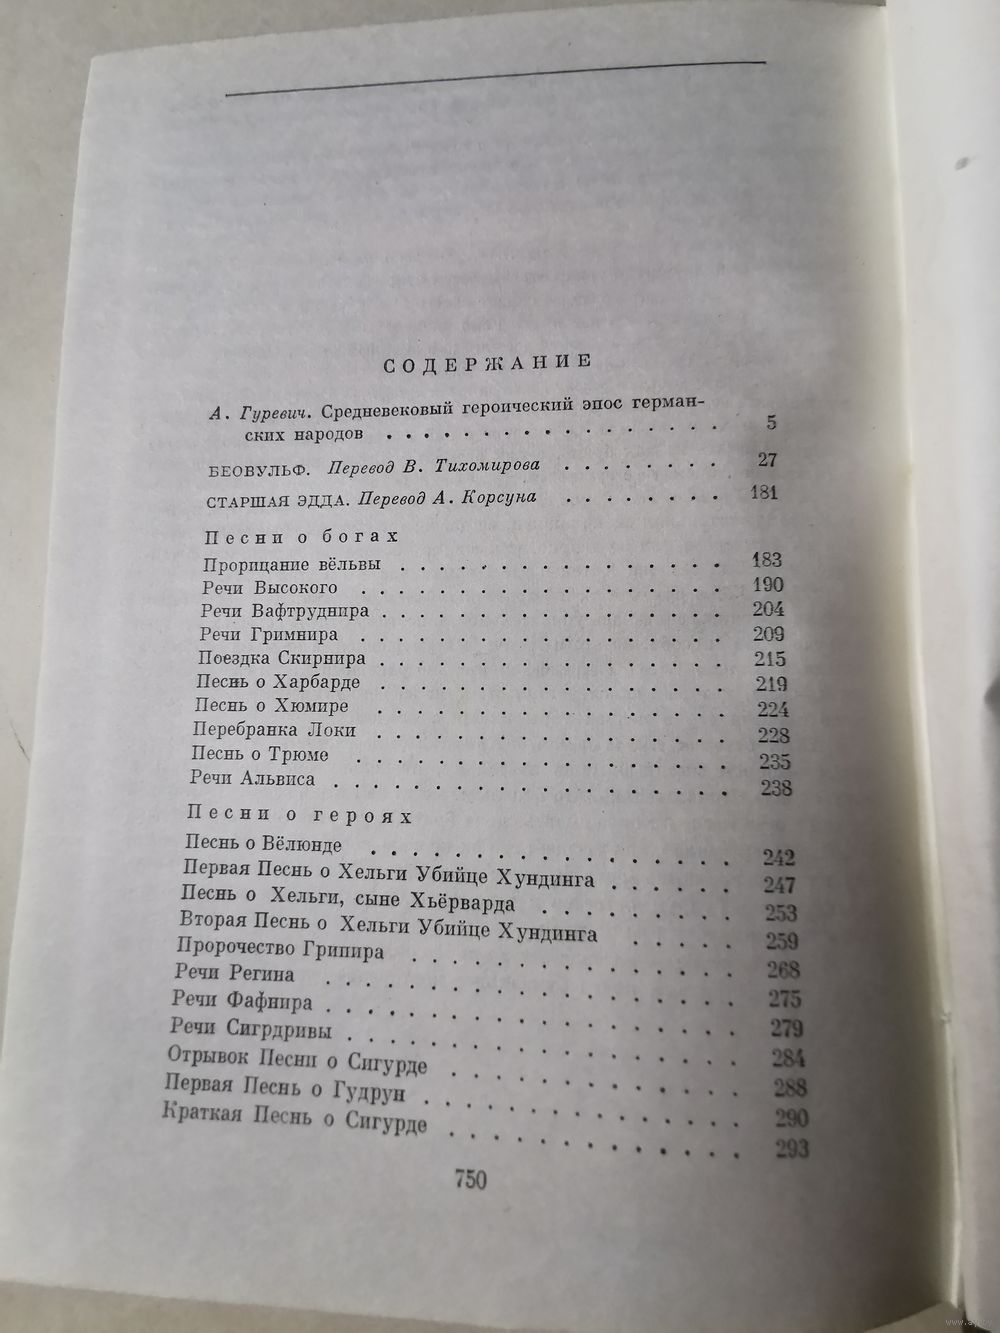 СОДЕРЖАНИЕ
А. Гуревич. Средневековый героический эпос герман-
ских народов . . . . . . . . . . . . . . . . 5
БЕОВУЛЬФ. Перевод В. Тихомирова . . . . . . . . 27
СТАРШАЯ ЭДДА. Перевод А. Корсуна . . . . . . . . 181
Песни о богах
Прорицание вёльвы . . . . . . . . . . . . . . . . 183
Речи Высокого . . . . . . . . . . . . . . . . . . 190
Речи Вафтруднира . . . . . . . . . . . . . . . . . 204
Речи Гримнира . . . . . . . . . . . . . . . . . . 209
Поездка Скирнира . . . . . . . . . . . . . . . . . 215
Песнь о Харбарде . . . . . . . . . . . . . . . . . 219
Песнь о Хюмире . . . . . . . . . . . . . . . . . 224
Перебранка Локи . . . . . . . . . . . . . . . . . 228
Песнь о Трюме . . . . . . . . . . . . . . . . . . 235
Речи Альвиса . . . . . . . . . . . . . . . . . . . 238
Песни о героях
Песнь о Вёлюнде . . . . . . . . . . . . . . . . . 242
Первая Песнь о Хельги Убийце Хундинга . . . . . . 247
Песнь о Хельги, сыне Хьёрварда . . . . . . . . . 253
Вторая Песнь о Хельги Убийце Хундинга . . . . . 259
Пророчество Грипира . . . . . . . . . . . . . . . 268
Речи Регина . . . . . . . . . . . . . . . . . . . 275
Речи Фафнира . . . . . . . . . . . . . . . . . . . 279
Речи Сигрдривы . . . . . . . . . . . . . . . . . . 284
Отрывок Песни о Сигурде . . . . . . . . . . . . . 288
Первая Песнь о Гудрун . . . . . . . . . . . . . . 290
Краткая Песнь о Сигурде . . . . . . . . . . . . . 293
750